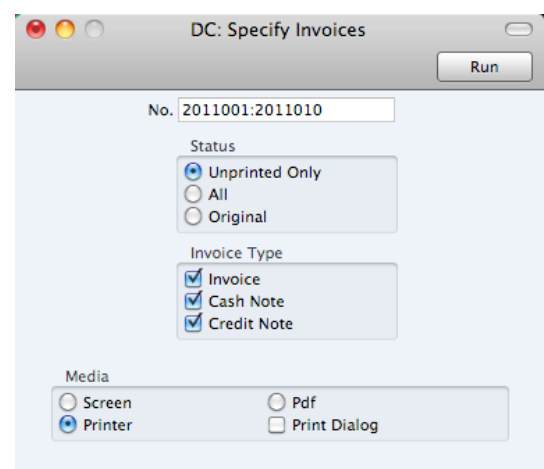 DC: Specify Invoices
Run
No. 2011001:2011010
Status
Unprinted Only
All
Original
Invoice Type
Invoice
Cash Note
Credit Note
Media
Screen Pdf
Printer Print Dialog